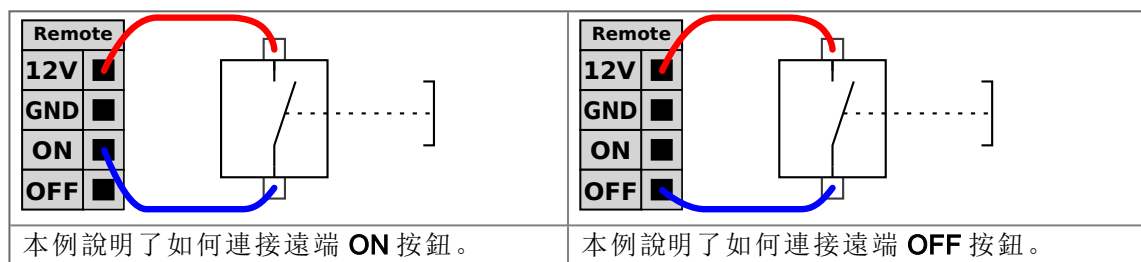 Remote
12V
GND
ON
OFF
本例說明了如何連接遠端 ON 按鈕。
Remote
12V
GND
ON
OFF
本例說明了如何連接遠端 OFF 按鈕。